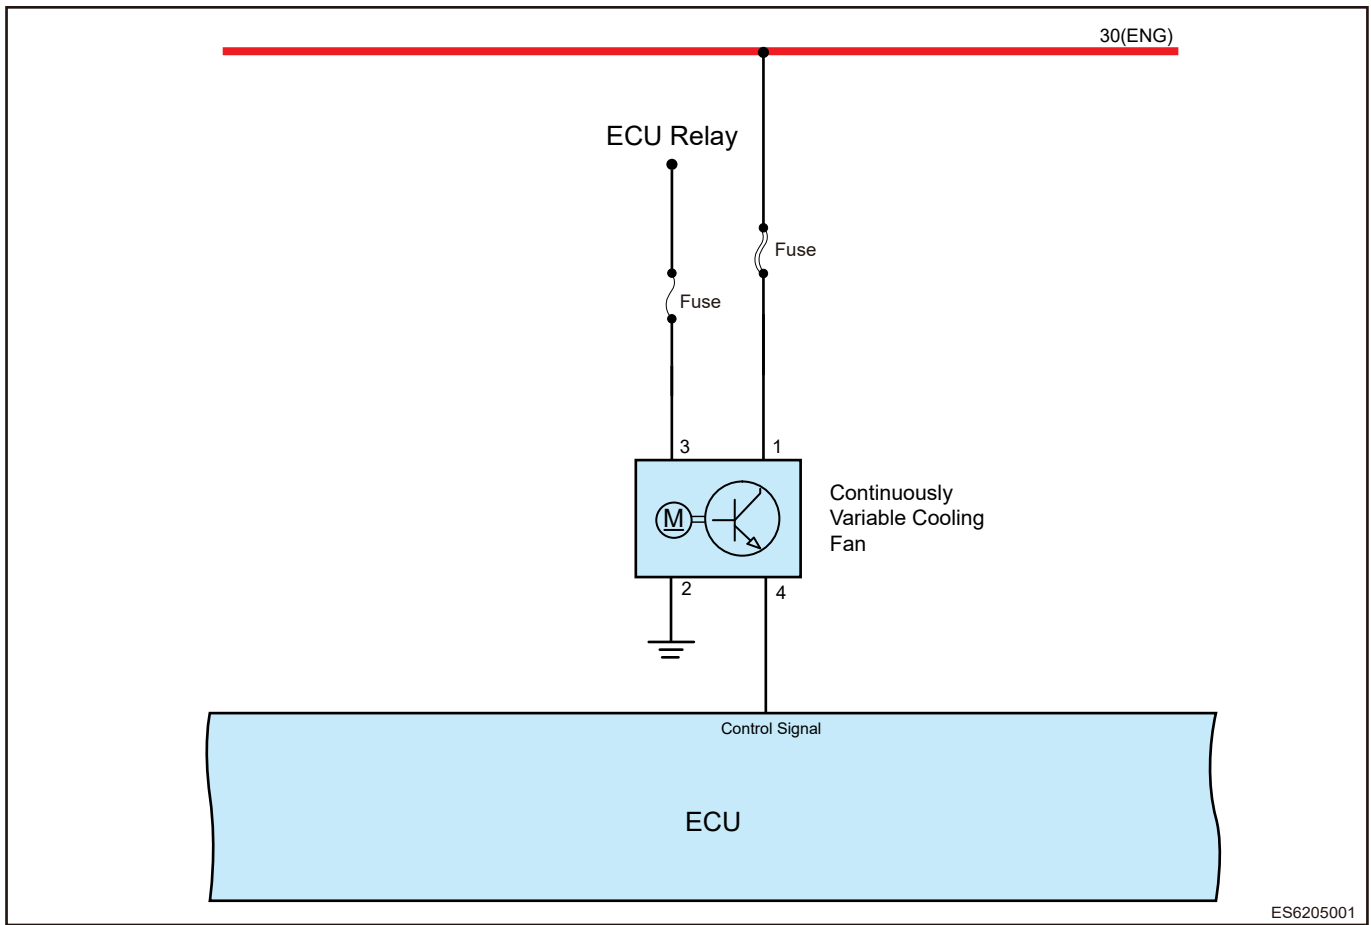 30(ENG)
ECU Relay
Fuse
Fuse
3
1
M
Continuously
Variable Cooling
Fan
2
4
Control Signal
ECU
ES6205001